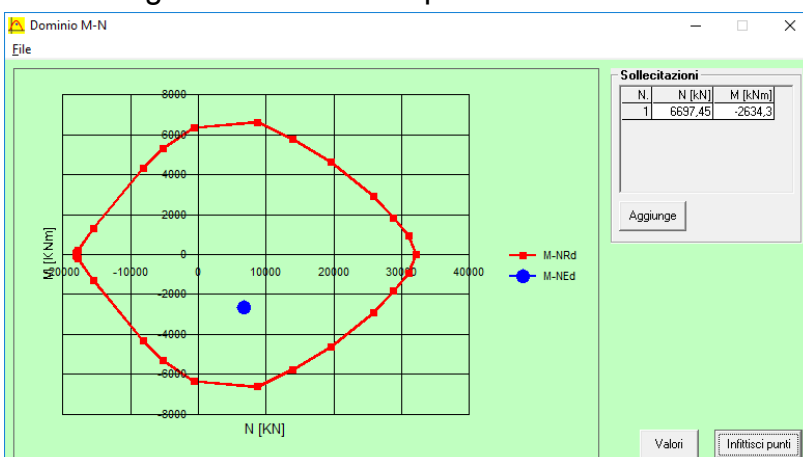 Dominio M-N
File
Sollecitazioni
N. N [kN] M [kNm]
1 6697,45 -2634,3
Aggiunge
8000
6000
4000
2000
0
-20000 -10000 0 10000 20000 30000 40000
-2000
-4000
-6000
-8000
M [KNm]
N [KN]
M-NRd
M-NEd
Valori
Infittisci punti